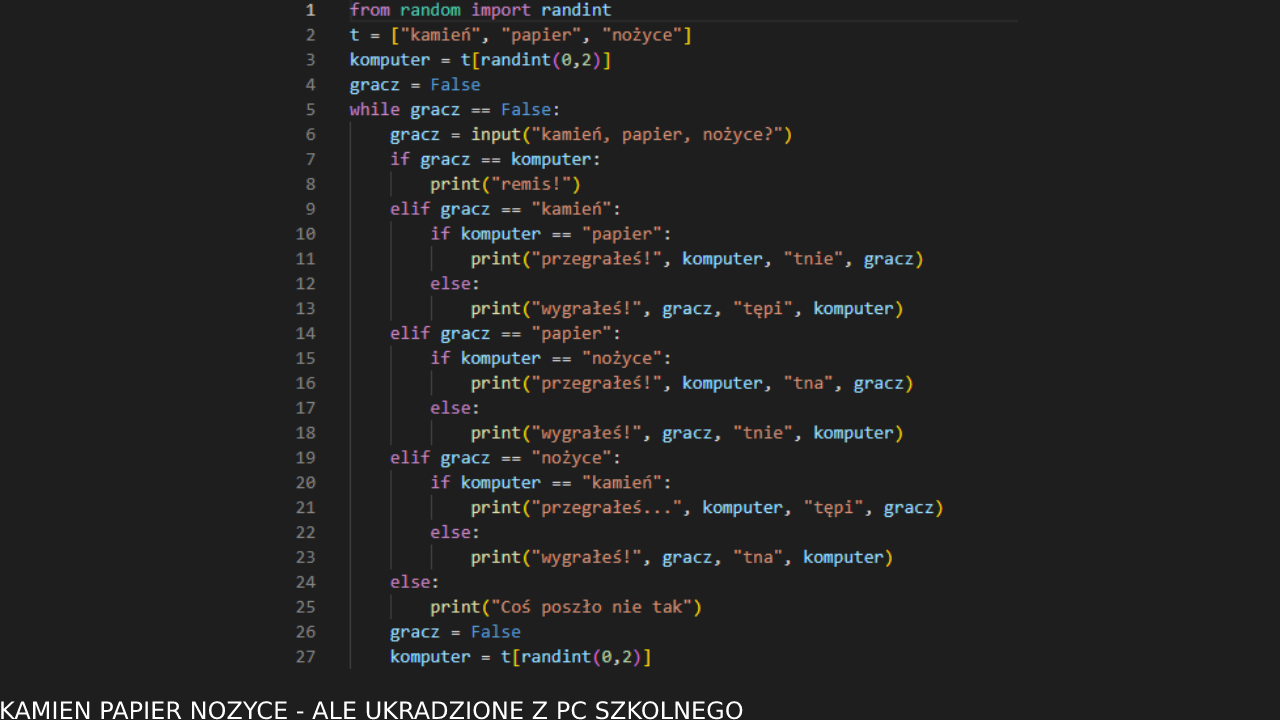 1 from random import randint
2 t = ["kamień", "papier", "nożyce"]
3 komputer = t[randint(0,2)]
4 gracz = False
5 while gracz == False:
6     gracz = input("kamień, papier, nożyce?")
7     if gracz == komputer:
8         print("remis!")
9     elif gracz == "kamień":
10         if komputer == "papier":
11             print("przegrałeś!", komputer, "tnie", gracz)
12         else:
13             print("wygrałeś!", gracz, "tępi", komputer)
14     elif gracz == "papier":
15         if komputer == "nożyce":
16             print("przegrałeś!", komputer, "tna", gracz)
17         else:
18             print("wygrałeś!", gracz, "tnie", komputer)
19     elif gracz == "nożyce":
20         if komputer == "kamień":
21             print("przegrałeś...", komputer, "tępi", gracz)
22         else:
23             print("wygrałeś!", gracz, "tna", komputer)
24     else:
25         print("Coś poszło nie tak")
26     gracz = False
27     komputer = t[randint(0,2)]
KAMIEN PAPIER NOZYCE - ALE UKRADZIONE Z PC SZKOLNEGO